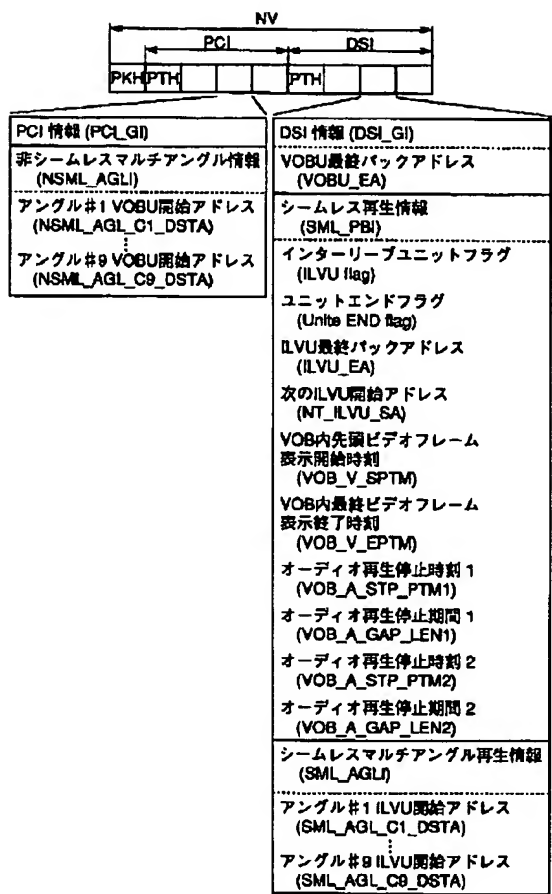 NV
PCI
DSI
PKH PTH PTH
PCI 情報 (PCI_GI)
非シームレスマルチアングル情報
(NSML_AGLI)
アングル#1 VOBU開始アドレス
(NSML_AGL_C1_DSTA)
アングル#9 VOBU開始アドレス
(NSML_AGL_C9_DSTA)
DSI 情報 (DSI_GI)
VOBU最終パックアドレス
(VOBU_EA)
シームレス再生情報
(SML_PBI)
インターリーブユニットフラグ
(ILVU flag)
ユニットエンドフラグ
(Unite END flag)
ILVU最終パックアドレス
(ILVU_EA)
次のILVU開始アドレス
(NT_ILVU_SA)
VOB内先頭ビデオフレーム
表示開始時刻
(VOB_V_SPTM)
VOB内最終ビデオフレーム
表示終了時刻
(VOB_V_EPTM)
オーディオ再生停止時刻 1
(VOB_A_STP_PTM1)
オーディオ再生停止期間 1
(VOB_A_GAP_LEN1)
オーディオ再生停止時刻 2
(VOB_A_STP_PTM2)
オーディオ再生停止期間 2
(VOB_A_GAP_LEN2)
シームレスマルチアングル再生情報
(SML_AGLI)
アングル#1 ILVU開始アドレス
(SML_AGL_C1_DSTA)
アングル#9 ILVU開始アドレス
(SML_AGL_C9_DSTA)